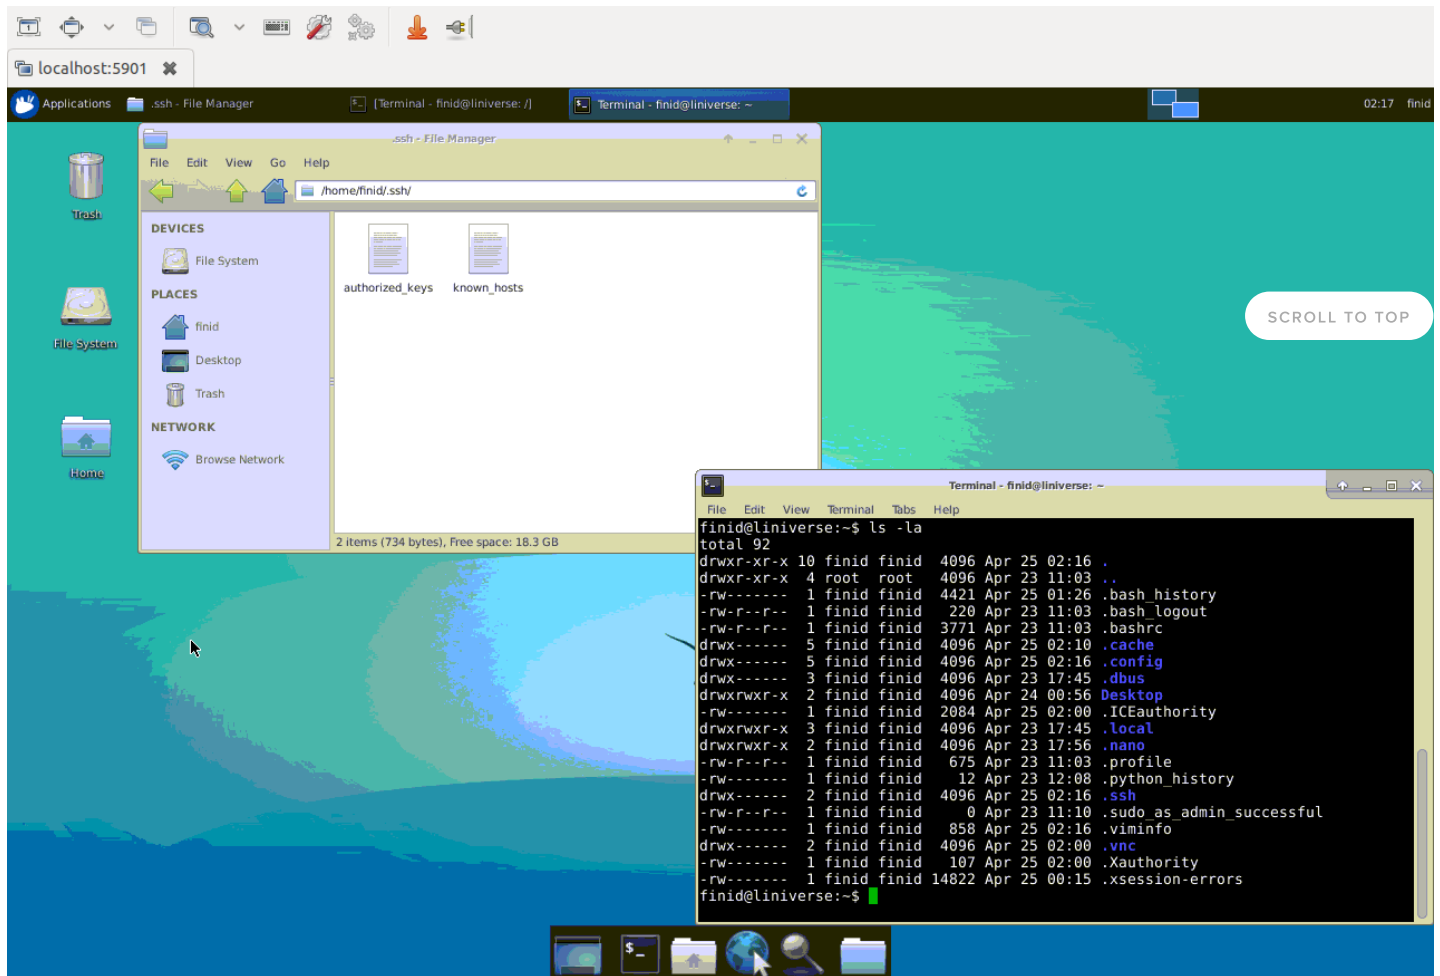 localhost:5901
Applications .ssh - File Manager [Terminal - finid@liniverse: /] Terminal - finid@liniverse: ~ 02:17 finid
.ssh - File Manager
File Edit View Go Help
/home/finid/.ssh/
DEVICES
File System
PLACES
finid
Desktop
Trash
NETWORK
Browse Network
authorized_keys known_hosts
2 items (734 bytes), Free space: 18.3 GB
Trash
File System
Home
SCROLL TO TOP
Terminal - finid@liniverse: ~
File Edit View Terminal Tabs Help
finid@liniverse:~$ ls -la
total 92
drwxr-xr-x 10 finid finid 4096 Apr 25 02:16 .
drwxr-xr-x 4 root root 4096 Apr 23 11:03 ..
-rw------- 1 finid finid 4421 Apr 25 01:26 .bash_history
-rw-r--r-- 1 finid finid 220 Apr 23 11:03 .bash_logout
-rw-r--r-- 1 finid finid 3771 Apr 23 11:03 .bashrc
drwx------ 5 finid finid 4096 Apr 25 02:10 .cache
drwx------ 5 finid finid 4096 Apr 25 02:16 .config
drwx------ 3 finid finid 4096 Apr 23 17:45 .dbus
drwxrwxr-x 2 finid finid 4096 Apr 24 00:56 Desktop
-rw------- 1 finid finid 2084 Apr 25 02:00 .ICEauthority
drwxrwxr-x 3 finid finid 4096 Apr 23 17:45 .local
drwxrwxr-x 2 finid finid 4096 Apr 23 17:56 .nano
-rw-r--r-- 1 finid finid 675 Apr 23 11:03 .profile
-rw------- 1 finid finid 12 Apr 23 12:08 .python_history
drwx------ 2 finid finid 4096 Apr 25 02:16 .ssh
-rw-r--r-- 1 finid finid 0 Apr 23 11:10 .sudo_as_admin_successful
-rw------- 1 finid finid 858 Apr 25 02:16 .viminfo
drwx------ 2 finid finid 4096 Apr 25 02:00 .vnc
-rw------- 1 finid finid 107 Apr 25 02:00 .Xauthority
-rw------- 1 finid finid 14822 Apr 25 00:15 .xsession-errors
finid@liniverse:~$